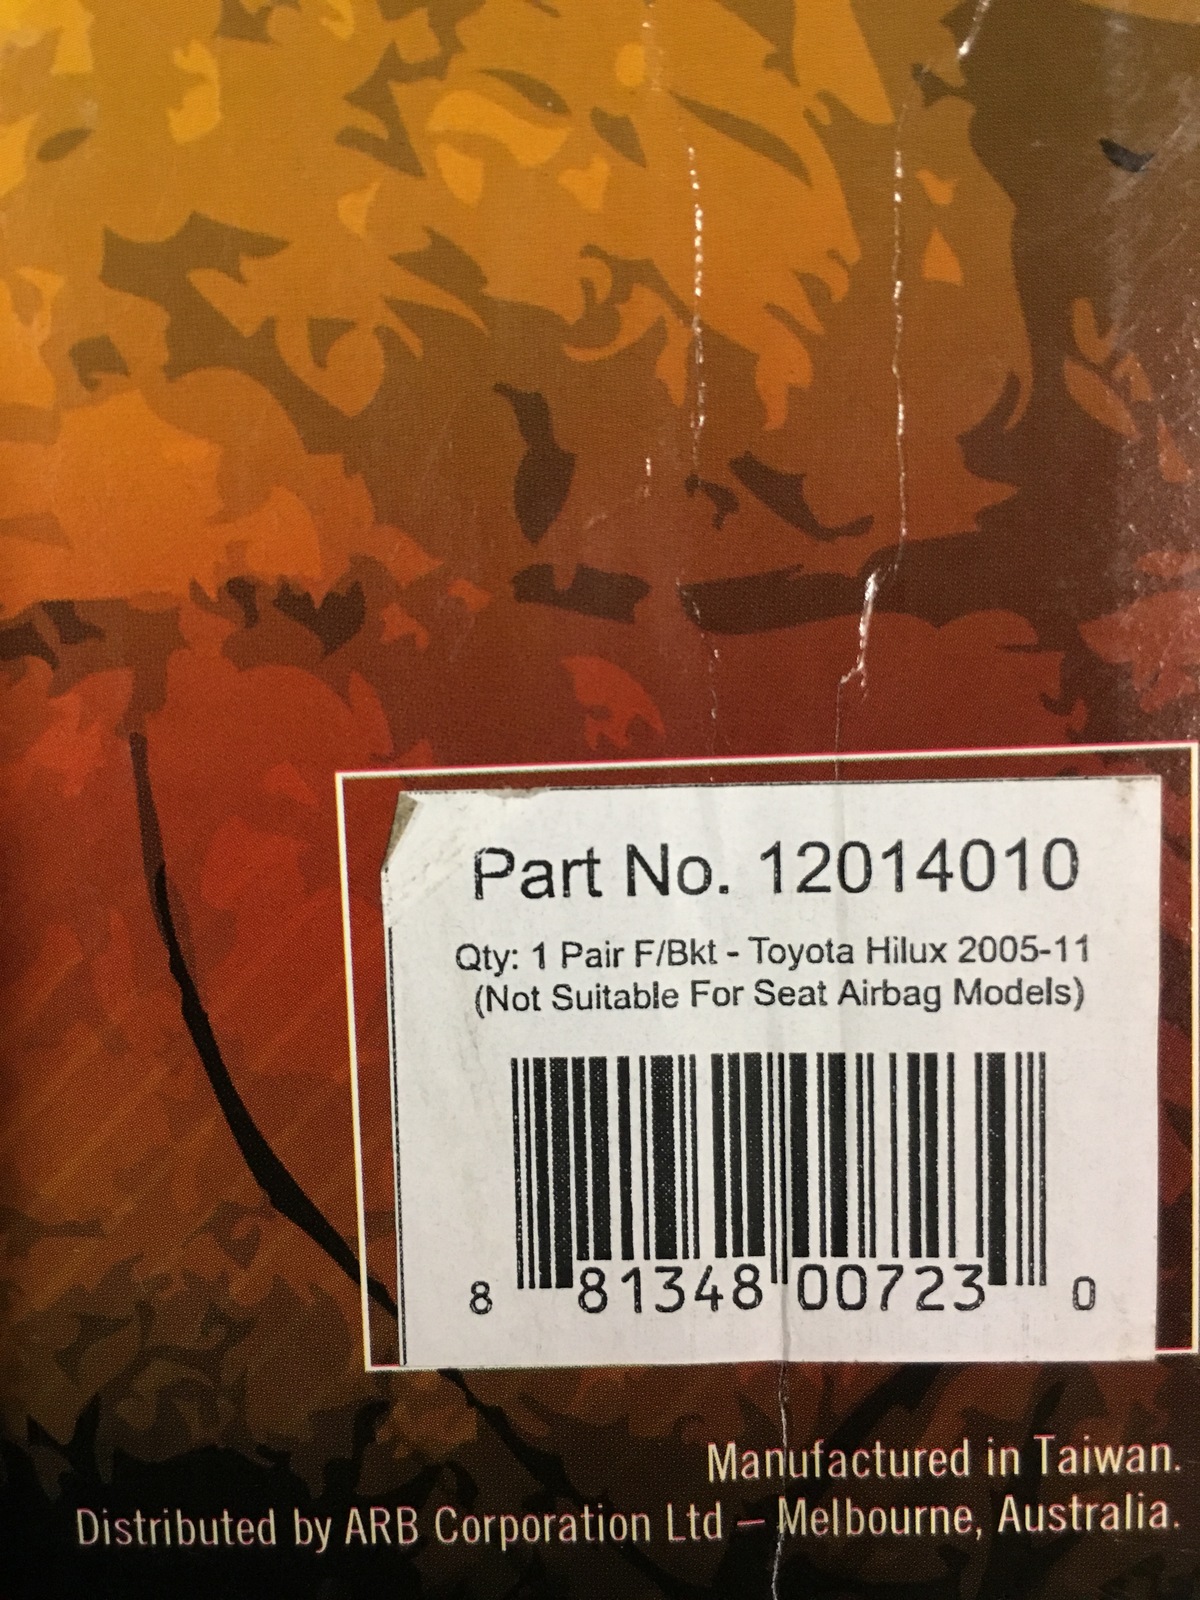 Part No. 12014010
Qty: 1 Pair F/Bkt - Toyota Hilux 2005-11
(Not Suitable For Seat Airbag Models)
8 81348 00723 0
Manufactured in Taiwan.
Distributed by ARB Corporation Ltd – Melbourne, Australia.